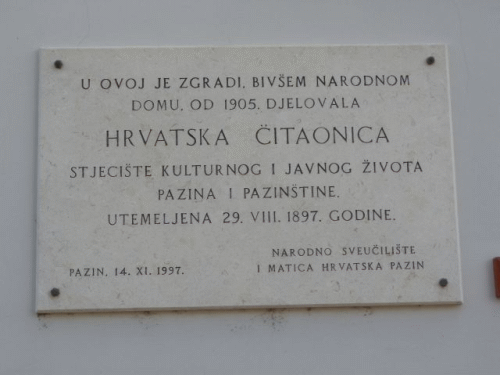 U OVOJ JE ZGRADI, BIVŠEM NARODNOM
DOMU, OD 1905. DJELOVALA
HRVATSKA ČITAONICA
STJECIŠTE KULTURNOG I JAVNOG ŽIVOTA
PAZINA I PAZINŠTINE,
UTEMELJENA 29. VIII. 1897. GODINE.
NARODNO SVEUČILIŠTE
PAZIN, 14. XI. 1997. I MATICA HRVATSKA PAZIN